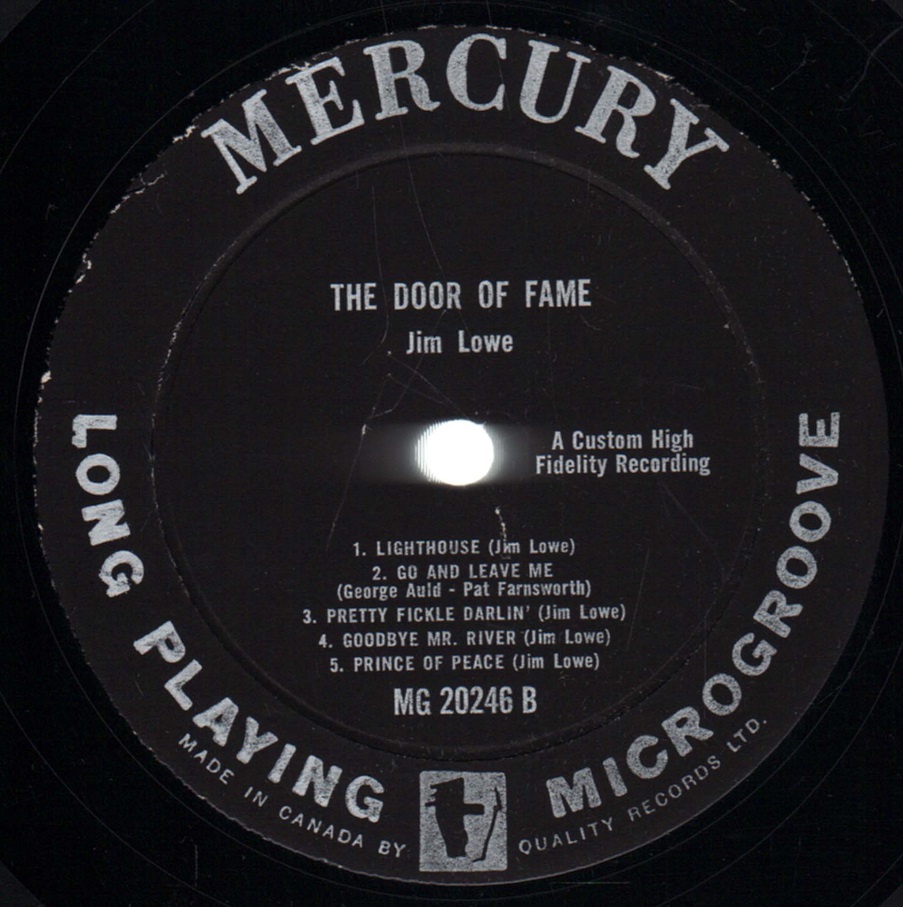 MERCURY
THE DOOR OF FAME
Jim Lowe
A Custom High
Fidelity Recording
1. LIGHTHOUSE (Jim Lowe)
2. GO AND LEAVE ME
(George Auld - Pat Farnsworth)
3. PRETTY FICKLE DARLIN' (Jim Lowe)
4. GOODBYE MR. RIVER (Jim Lowe)
5. PRINCE OF PEACE (Jim Lowe)
MG 20246 B
LONG PLAYING MICROGROOVE
MADE IN CANADA BY QUALITY RECORDS LTD.